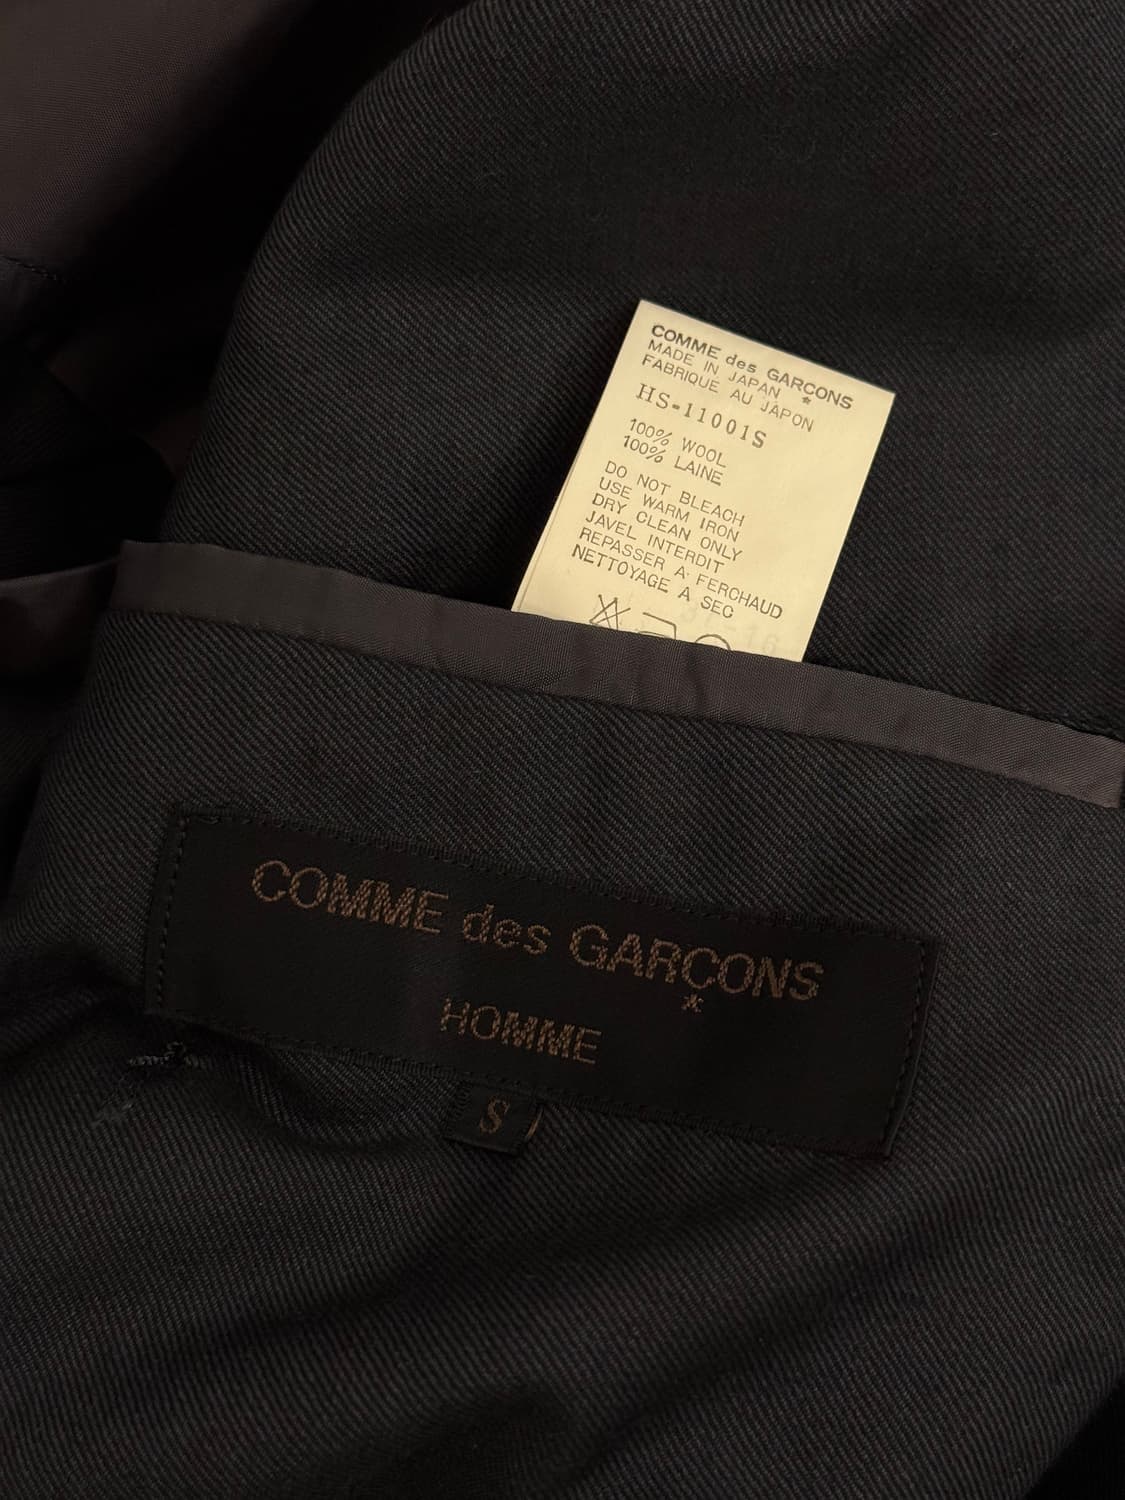 COMME des GARÇONS
MADE IN JAPAN *
FABRIQUE AU JAPON
HS-11001S
100% WOOL
100% LAINE
DO NOT BLEACH
USE WARM IRON
DRY CLEAN ONLY
JAVEL INTERDIT
REPASSER A FERCHAUD
NETTOYAGE A SEC
COMME des GARÇONS
*
HOMME
S